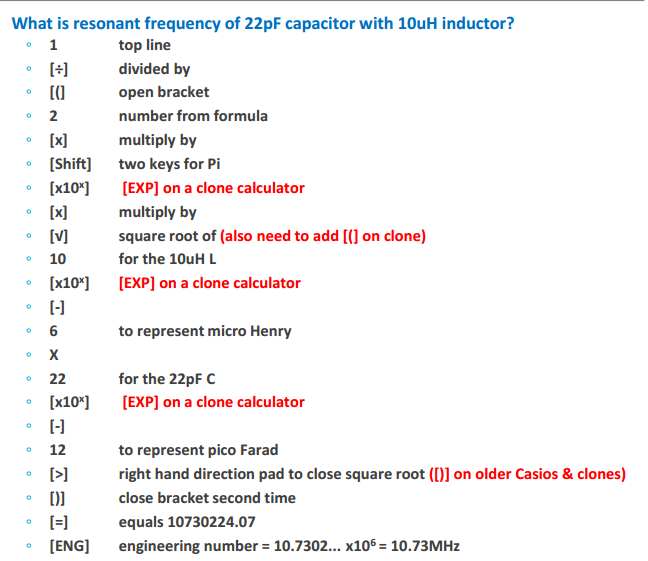 What is resonant frequency of 22pF capacitor with 10uH inductor?
◦ 1 top line
◦ [÷] divided by
◦ [(] open bracket
◦ 2 number from formula
◦ [x] multiply by
◦ [Shift] two keys for Pi
◦ [x10ˣ] [EXP] on a clone calculator
◦ [x] multiply by
◦ [√] square root of (also need to add [(] on clone)
◦ 10 for the 10uH L
◦ [x10ˣ] [EXP] on a clone calculator
◦ [-]
◦ 6 to represent micro Henry
◦ X
◦ 22 for the 22pF C
◦ [x10ˣ] [EXP] on a clone calculator
◦ [-]
◦ 12 to represent pico Farad
◦ [>] right hand direction pad to close square root ([)] on older Casios & clones)
◦ [)] close bracket second time
◦ [=] equals 10730224.07
◦ [ENG] engineering number = 10.7302... x10⁶ = 10.73MHz